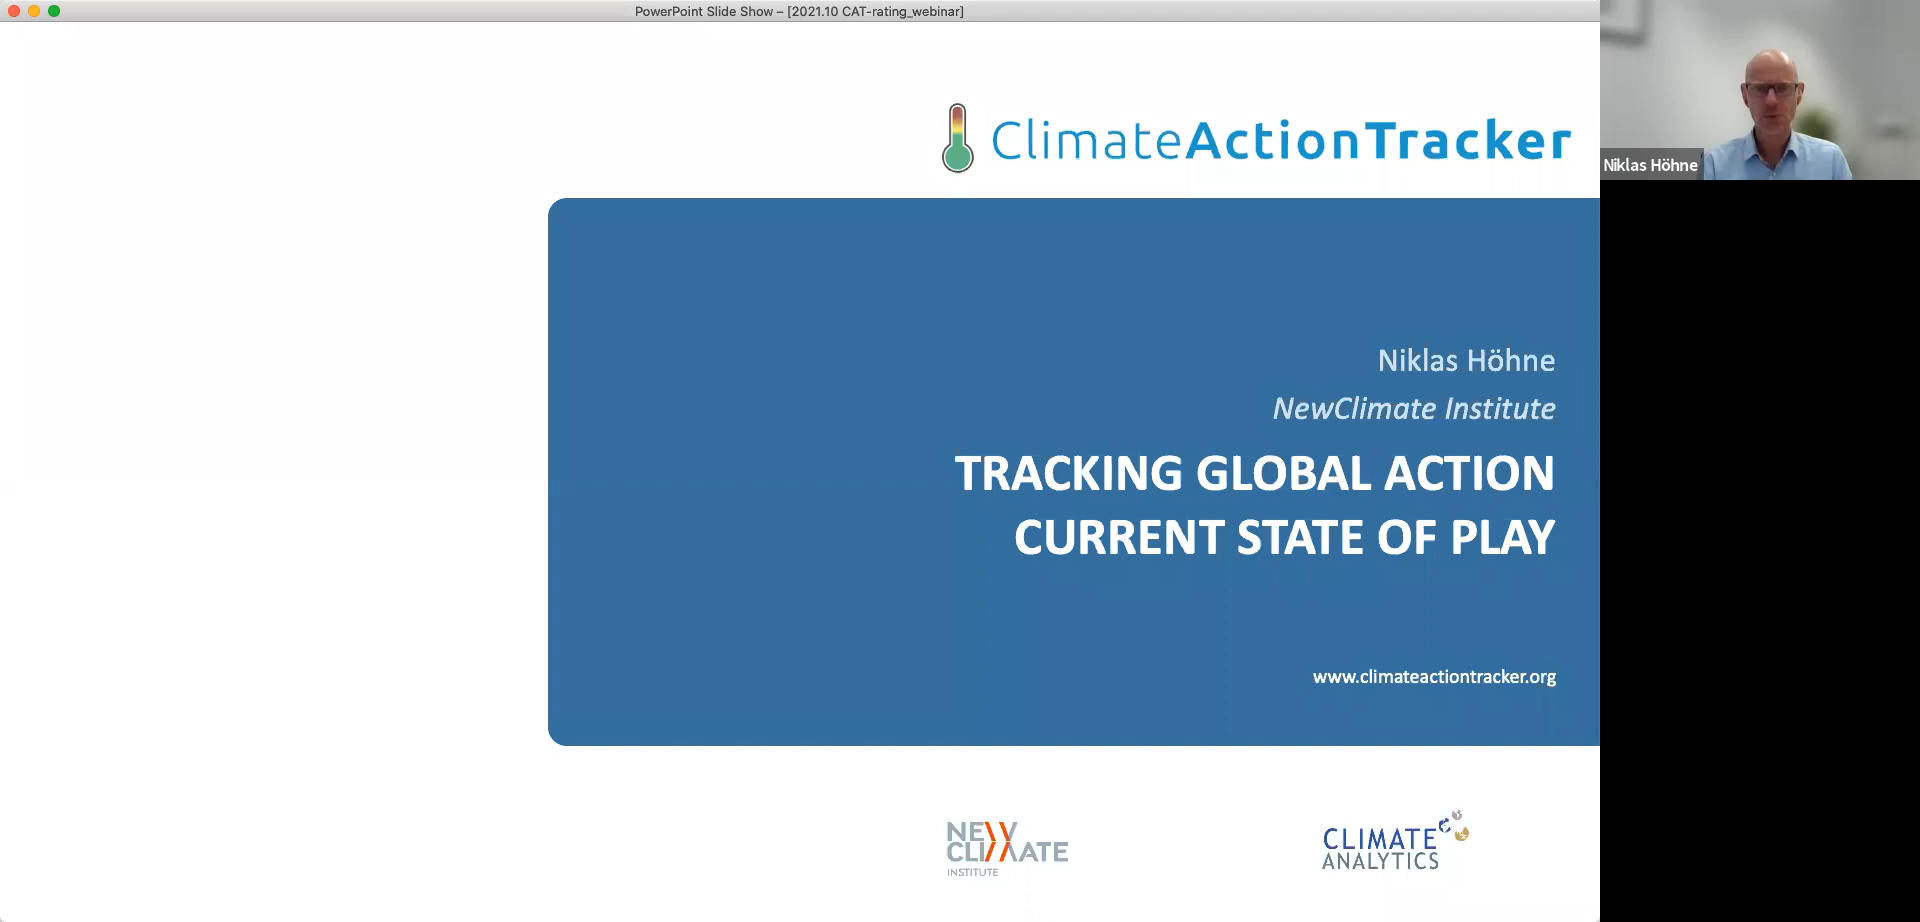 PowerPoint Slide Show – [2021.10 CAT-rating_webinar]
ClimateActionTracker
Niklas Höhne
Niklas Höhne
NewClimate Institute
TRACKING GLOBAL ACTION
CURRENT STATE OF PLAY
www.climateactiontracker.org
NEW
CLIMATE
INSTITUTE
CLIMATE
ANALYTICS